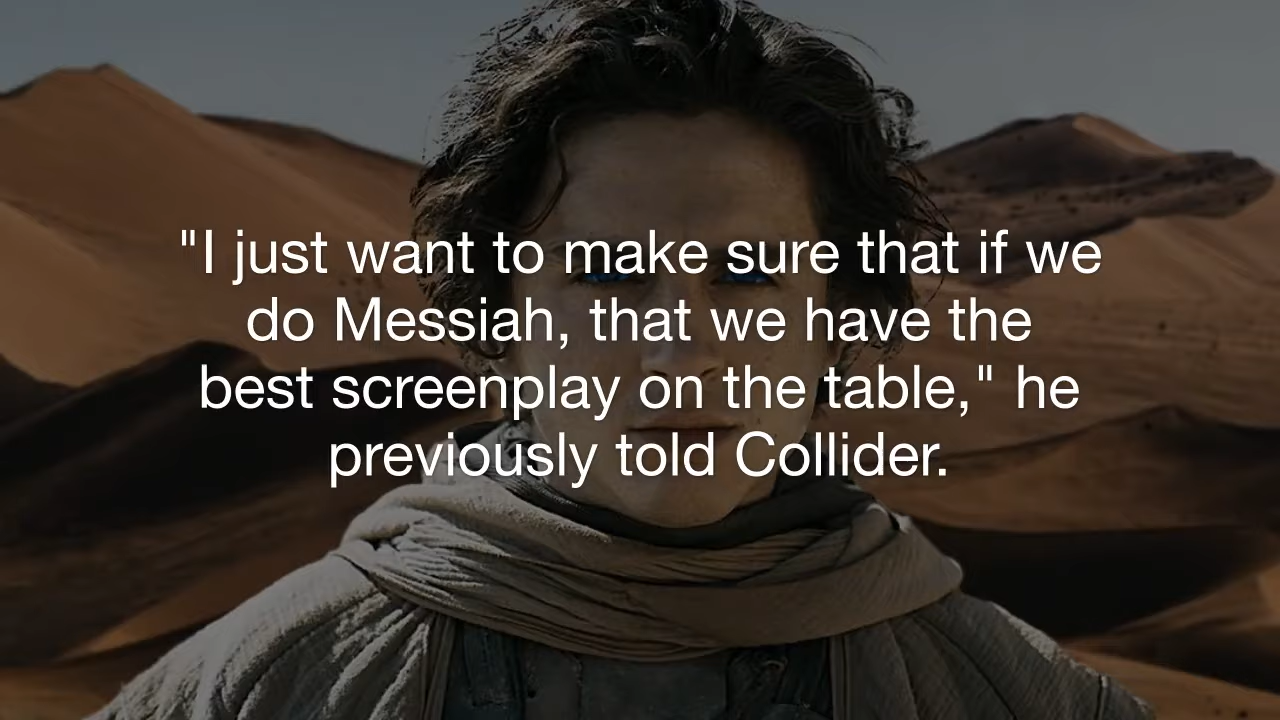 "I just want to make sure that if we
do Messiah, that we have the
best screenplay on the table," he
previously told Collider.